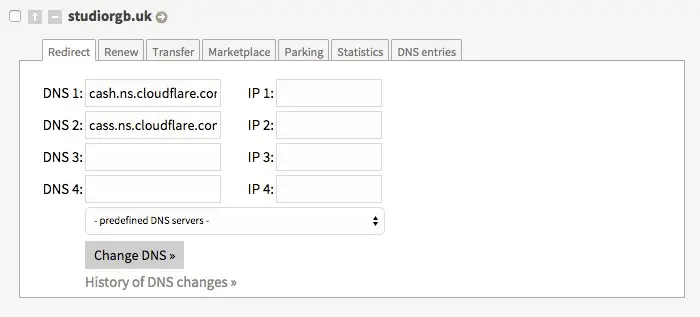 studiorgb.uk
Redirect Renew Transfer Marketplace Parking Statistics DNS entries
DNS 1: cash.ns.cloudflare.cor IP 1:
DNS 2: cass.ns.cloudflare.cor IP 2:
DNS 3: IP 3:
DNS 4: IP 4:
- predefined DNS servers -
Change DNS »
History of DNS changes »